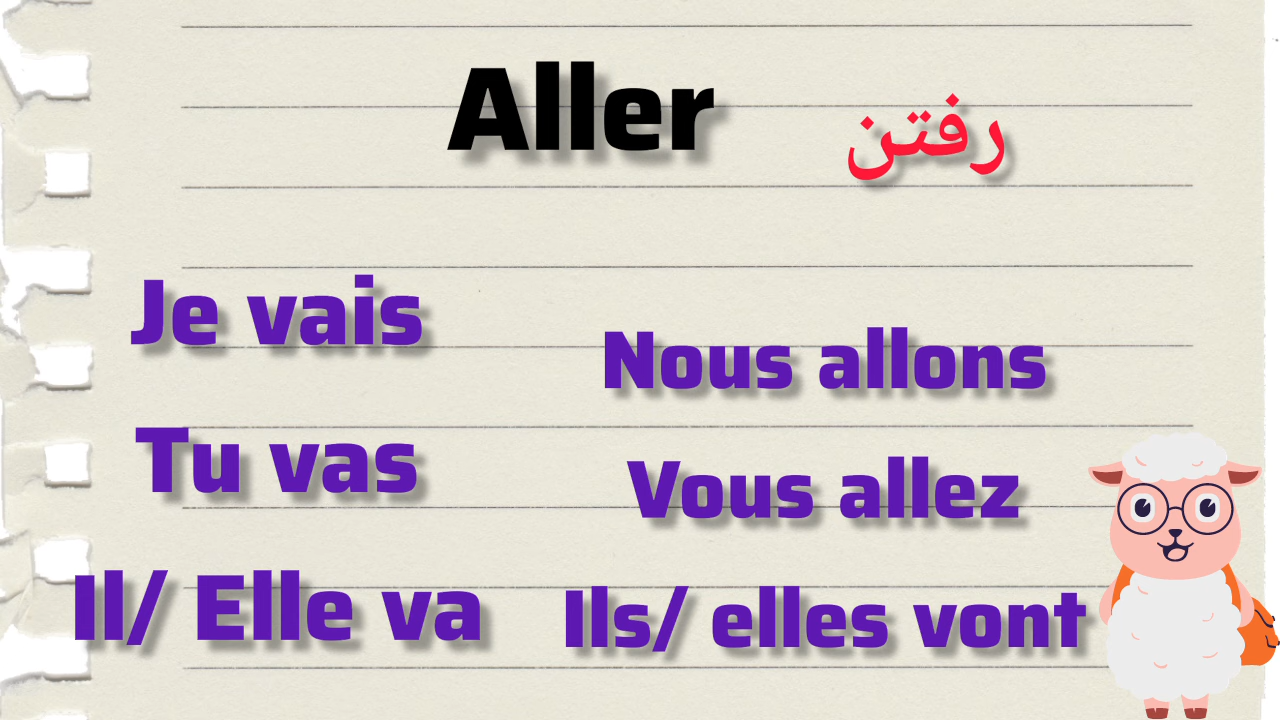 Aller رفتن
Je vais
Tu vas
Il/ Elle va
Nous allons
Vous allez
Ils/ elles vont